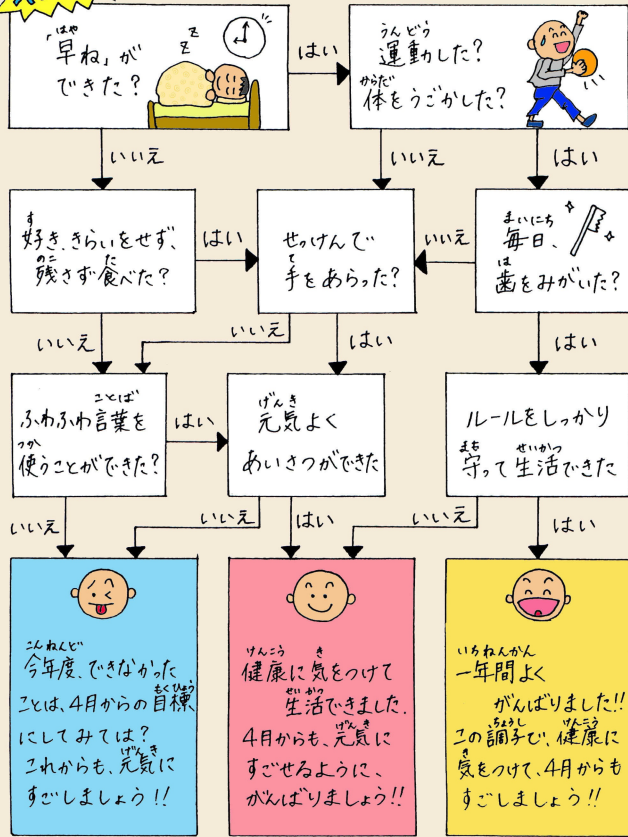 「早ね」が
できた?
はい
運動した?
体をうごかした?
いいえ
いいえ
はい
好き、きらいをせず、
残さず食べた?
はい
せっけんで
手をあらった?
いいえ
毎日、
歯をみがいた?
いいえ
いいえ
はい
はい
ふわふわ言葉を
使うことができた?
はい
元気よく
あいさつができた
ルールをしっかり
守って生活できた
いいえ
いいえ
はい
いいえ
はい
今年度、できなかった
ことは、4月からの目標
にしてみては?
これからも、元気に
すごしましょう!!
健康に気をつけて
生活できました。
4月からも、元気に
すごせるように、
がんばりましょう!!
一年間よく
がんばりました!!
この調子で、健康に
気をつけて、4月からも
すごしましょう!!